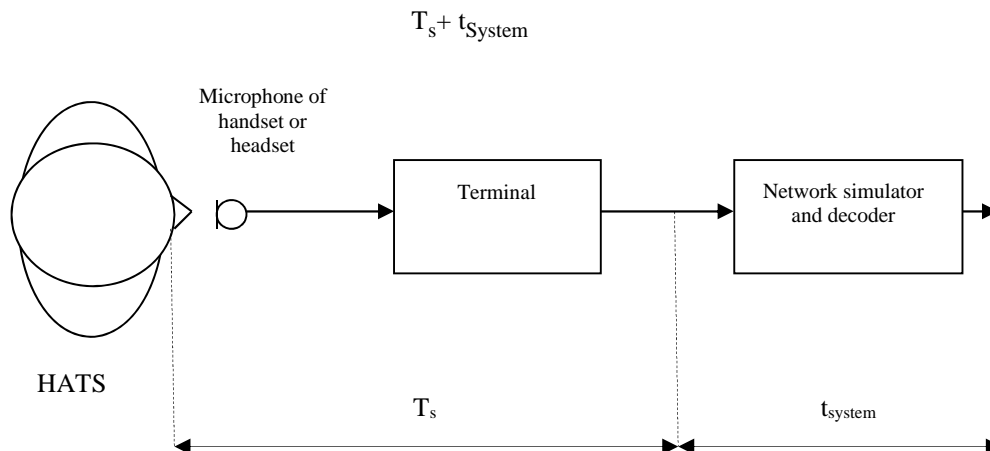 Ts+ tSystem
Microphone of
handset or
headset
Terminal
Network simulator
and decoder
HATS
Ts
tsystem